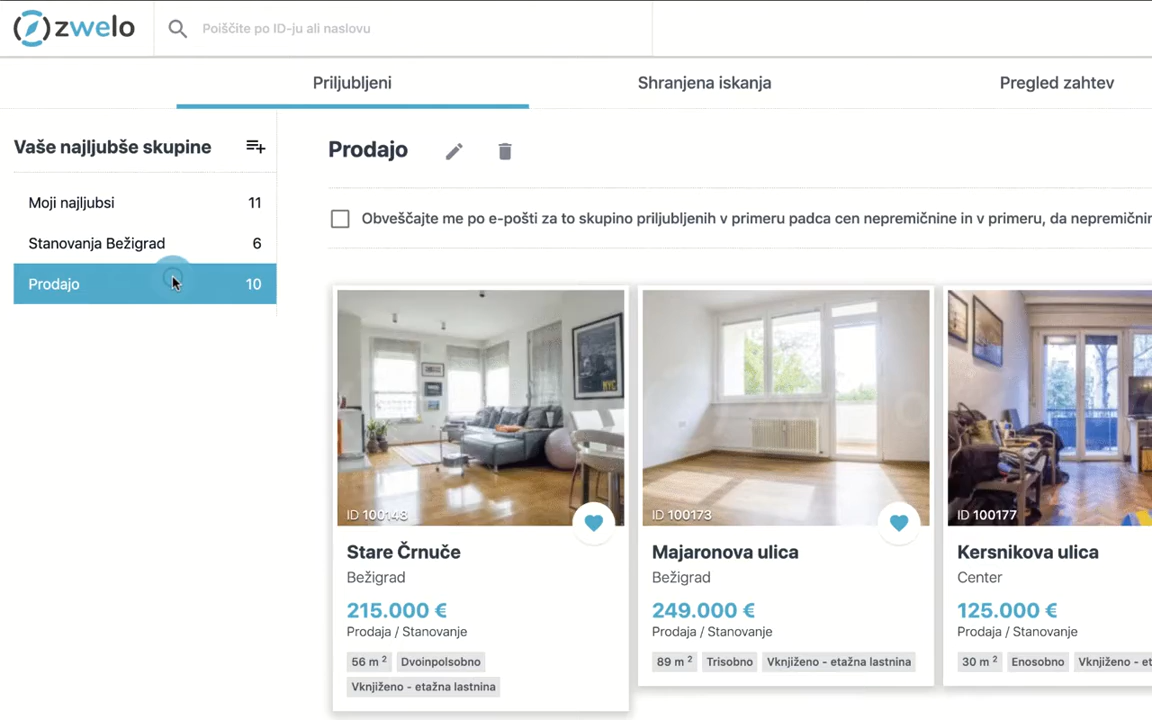 zwelo
Poiščite po ID-ju ali naslovu
Priljubljeni
Shranjena iskanja
Pregled zahtev
Vaše najljubše skupine
Moji najljubsi 11
Stanovanja Bežigrad 6
Prodajo 10
Prodajo
Obveščajte me po e-pošti za to skupino priljubljenih v primeru padca cen nepremičnine in v primeru, da
NYC
ID 100148
Stare Črnuče
Bežigrad
215.000 €
Prodaja / Stanovanje
56 m² Dvoinpolsobno
Vknjiženo - etažna lastnina
ID 100173
Majaronova ulica
Bežigrad
249.000 €
Prodaja / Stanovanje
89 m² Trisobno Vknjiženo - etažna lastnina
ID 100177
Kersnikova ulica
Center
125.000 €
Prodaja / Stanovanje
30 m² Enosobno Vknjiženo -